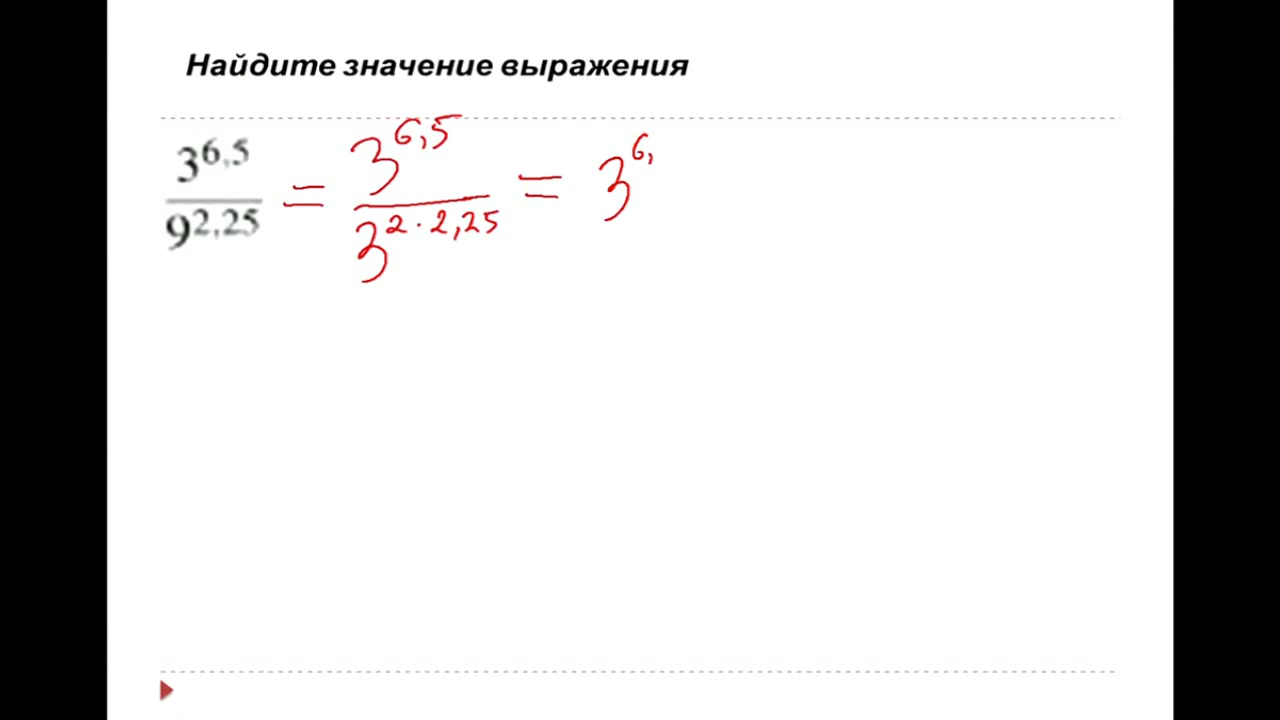 Найдите значение выражения
3^6,5 / 9^2,25 = 3^6,5 / 3^2·2,25 = 3^6,